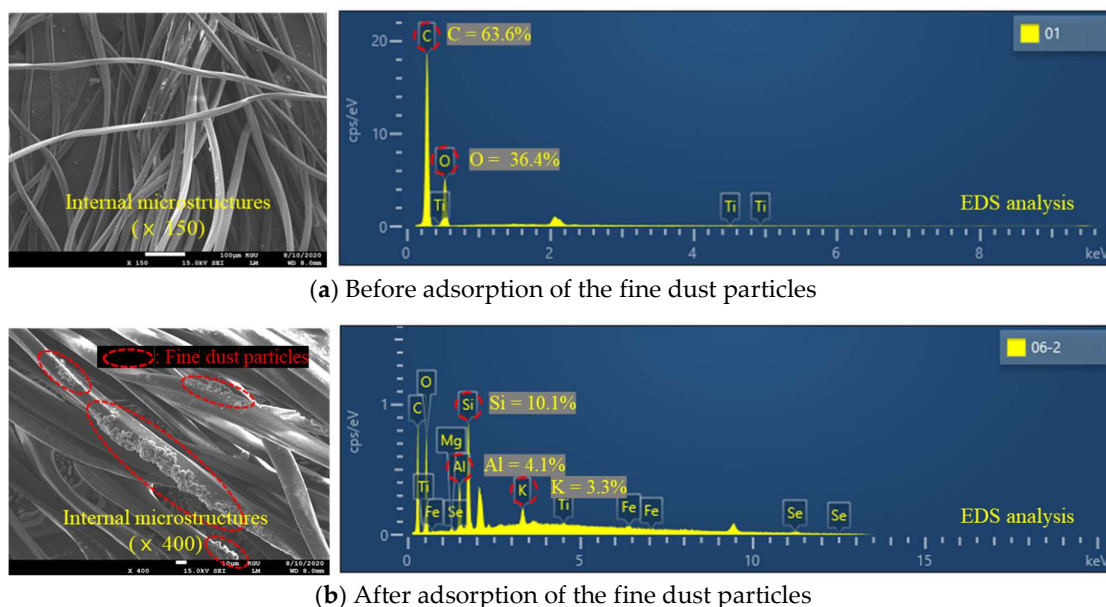 Internal microstructures
( × 150)
100μm KGU 8/10/2020
X 150 15.0kV SEI LM WD 8.0mm
20
10
0
cps/eV
C
C = 63.6%
O
O = 36.4%
Ti
Ti
Ti
01
EDS analysis
0 2 4 6 8 keV
(a) Before adsorption of the fine dust particles
: Fine dust particles
Internal microstructures
( × 400)
10μm KGU 8/10/2020
X 400 15.0kV SEI LM WD 8.0mm
1
0
cps/eV
O
C
Si
Si = 10.1%
Mg
Al
Al = 4.1%
K
K = 3.3%
Ti
Fe
Se
Ti
Fe
Fe
Se
Se
06-2
EDS analysis
5 10 15 keV
(b) After adsorption of the fine dust particles